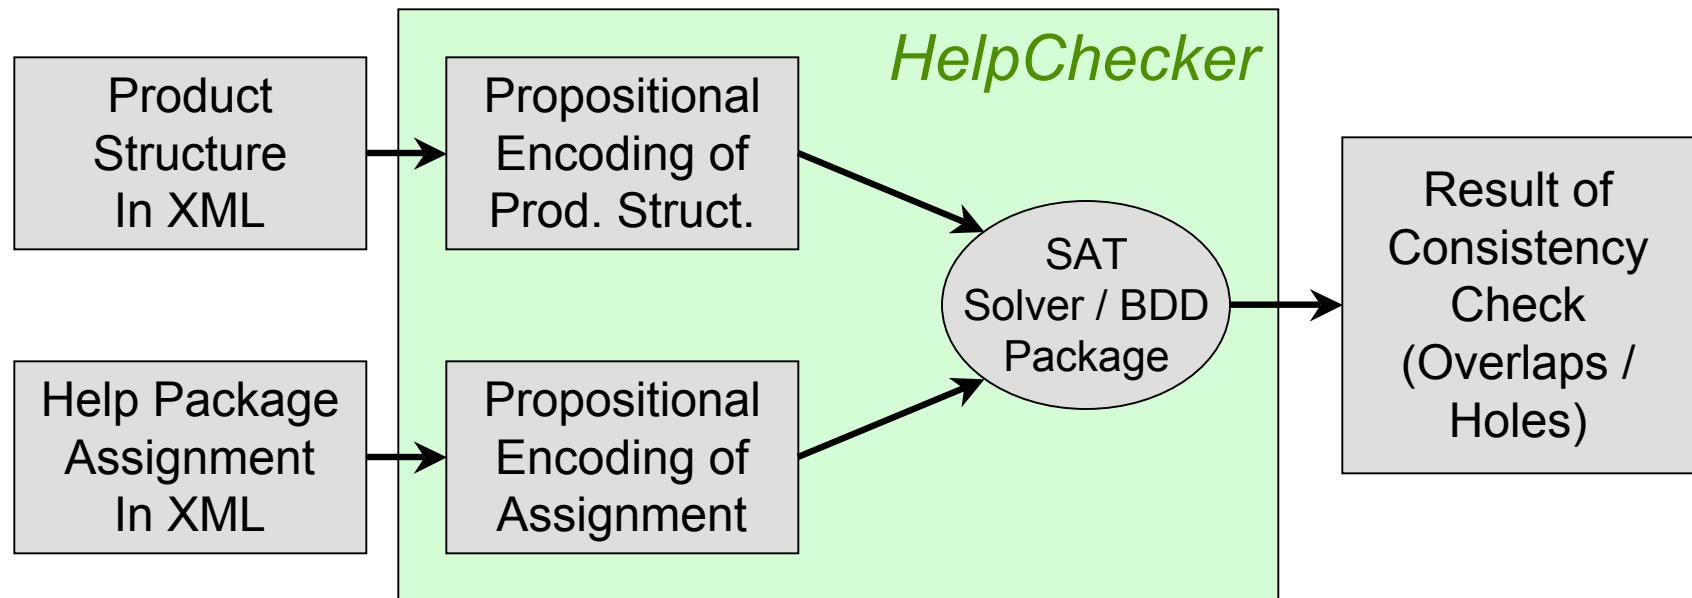 HelpChecker
Product
Structure
In XML
Propositional
Encoding of
Prod. Struct.
SAT
Solver / BDD
Package
Result of
Consistency
Check
(Overlaps /
Holes)
Help Package
Assignment
In XML
Propositional
Encoding of
Assignment